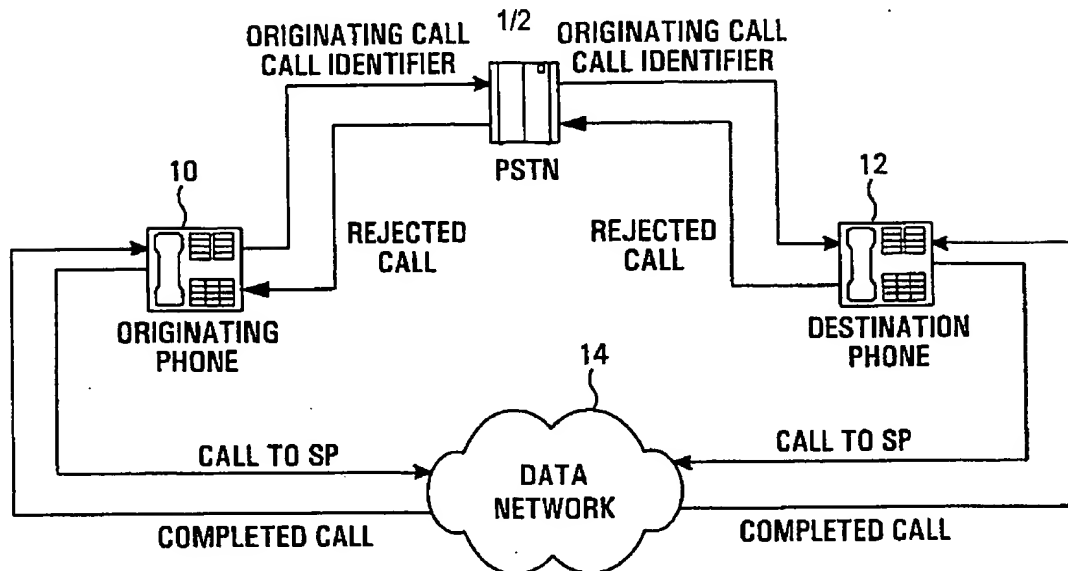 1/2
ORIGINATING CALL
CALL IDENTIFIER
ORIGINATING CALL
CALL IDENTIFIER
PSTN
10
12
REJECTED
CALL
REJECTED
CALL
ORIGINATING
PHONE
DESTINATION
PHONE
14
CALL TO SP
CALL TO SP
DATA
NETWORK
COMPLETED CALL
COMPLETED CALL